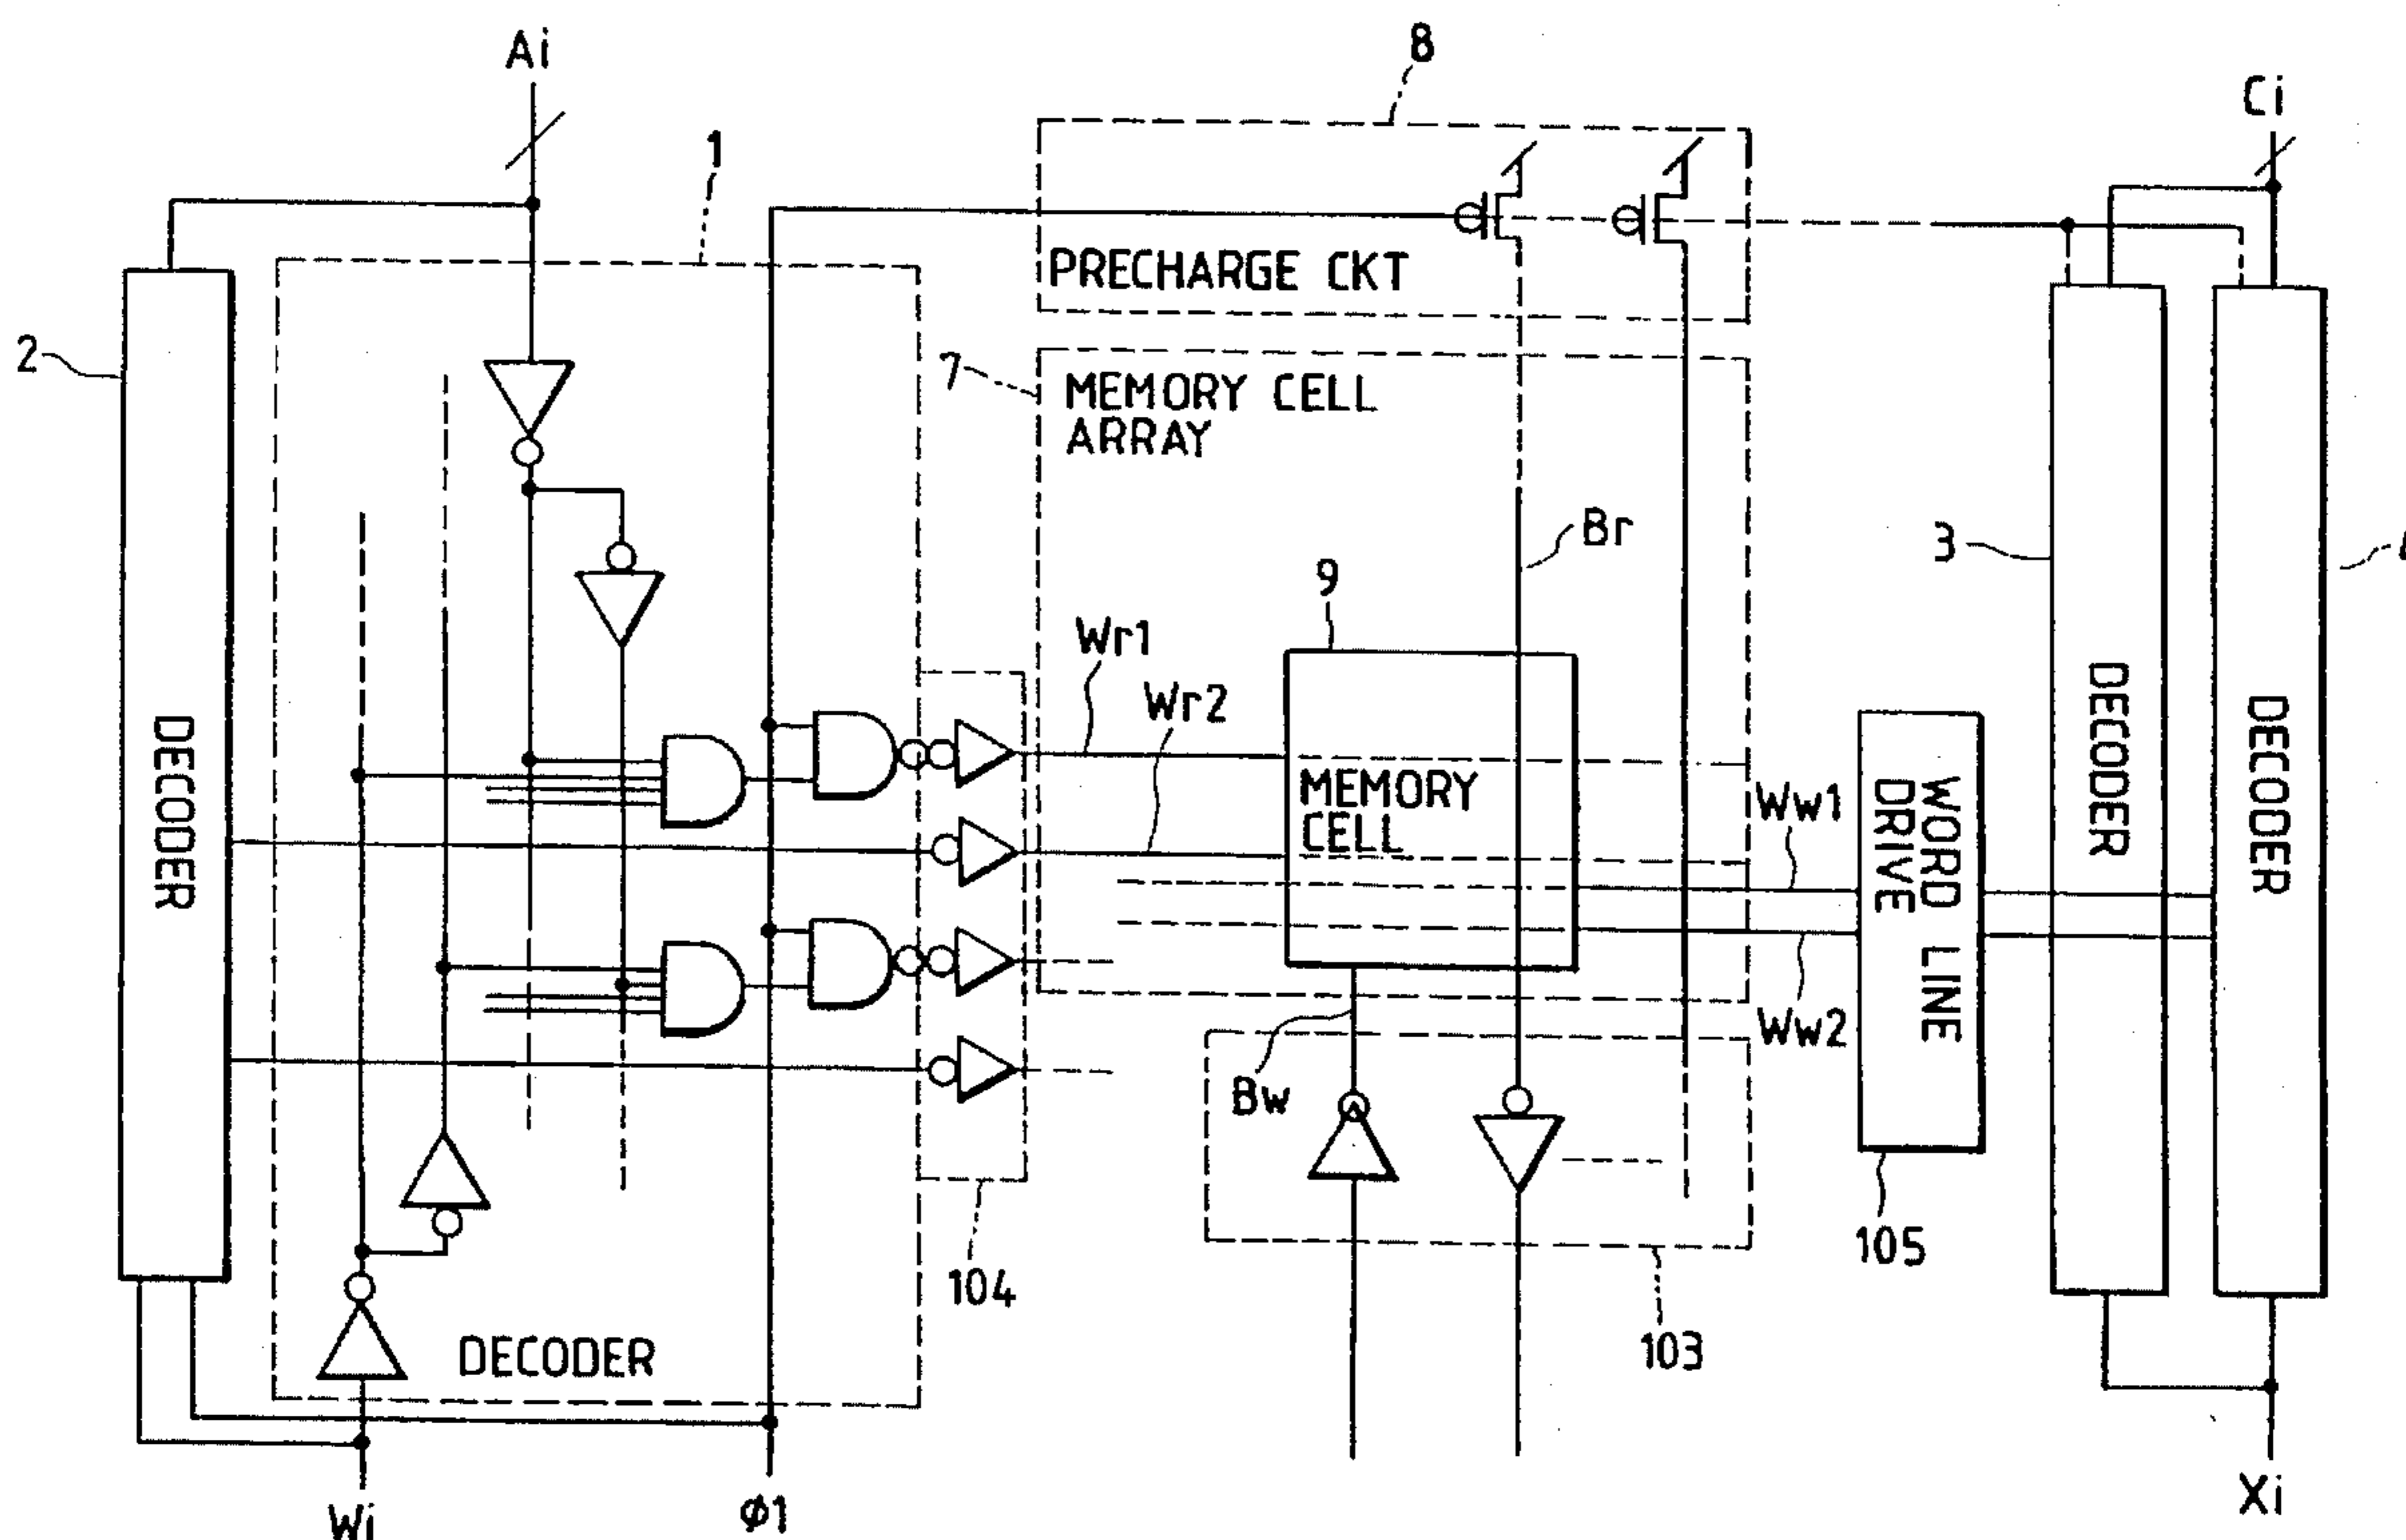 Ai
8
Ci
1
PRECHARGE CKT
2
7
MEMORY CELL
ARRAY
Br
3
9
Wr1
Wr2
DECODER
MEMORY
CELL
Ww1
WORD LINE
DRIVE
DECODER
DECODER
Ww2
Bw
104
105
103
DECODER
Wi
ø1
Xi